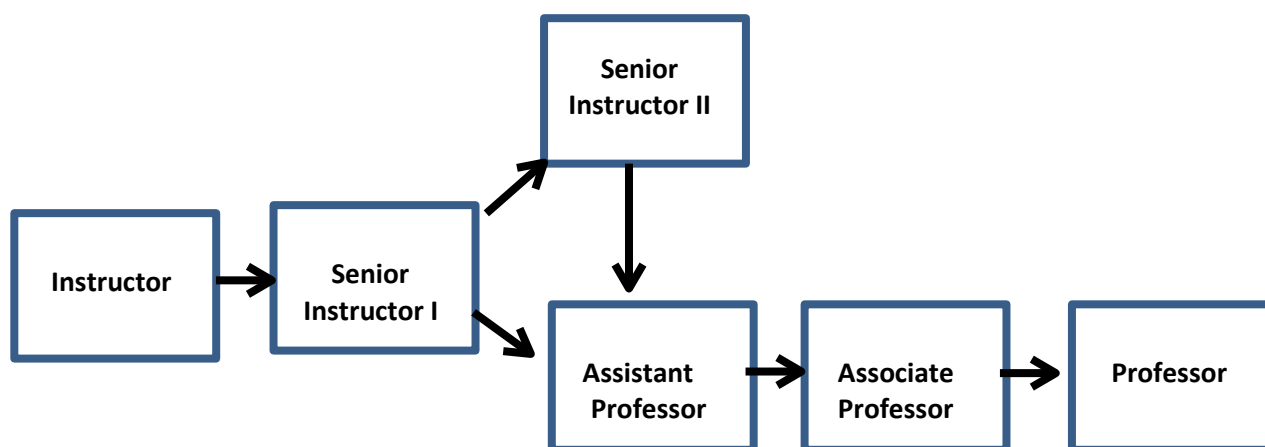 Senior
Instructor II
Instructor
Senior
Instructor I
Assistant
Professor
Associate
Professor
Professor